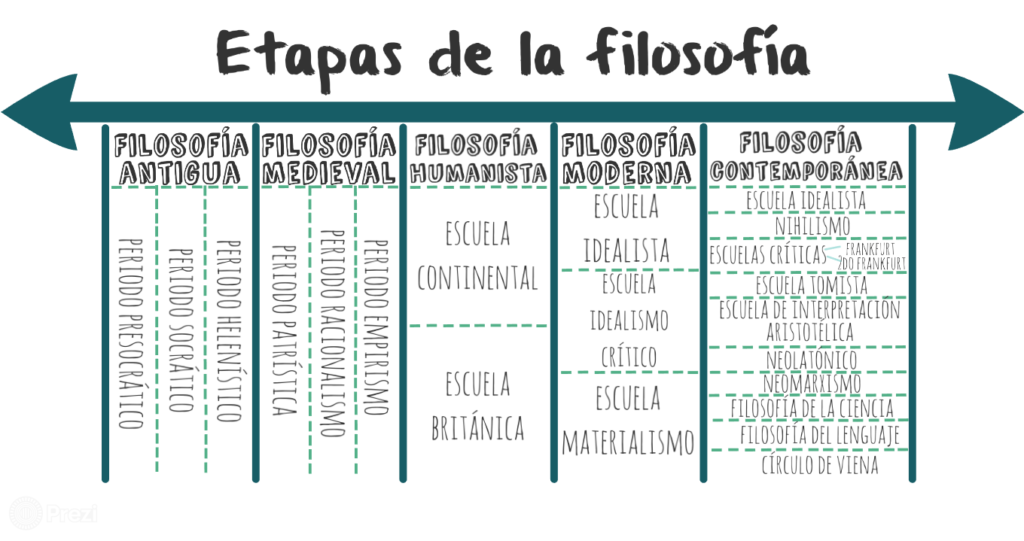 Etapas de la filosofía
FILOSOFÍA
ANTIGUA
PERIODO PRESOCRÁTICO
PERIODO SOCRÁTICO
PERIODO HELENÍSTICO
FILOSOFÍA
MEDIEVAL
PERIODO PATRÍSTICA
PERIODO RACIONALISMO
PERIODO EMPIRISMO
FILOSOFÍA
HUMANISTA
ESCUELA
CONTINENTAL
ESCUELA
BRITÁNICA
FILOSOFÍA
MODERNA
ESCUELA
IDEALISTA
ESCUELA
IDEALISMO
CRÍTICO
ESCUELA
MATERIALISMO
FILOSOFÍA
CONTEMPORÁNEA
ESCUELA IDEALISTA
NIHILISMO
ESCUELAS CRÍTICAS
FRANKFURT
2DO FRANKFURT
ESCUELA TOMISTA
ESCUELA DE INTERPRETACIÓN
ARISTOTÉLICA
NEOLATÓNICO
NEOMARXISMO
FILOSOFÍA DE LA CIENCIA
FILOSOFÍA DEL LENGUAJE
CÍRCULO DE VIENA
Prezi